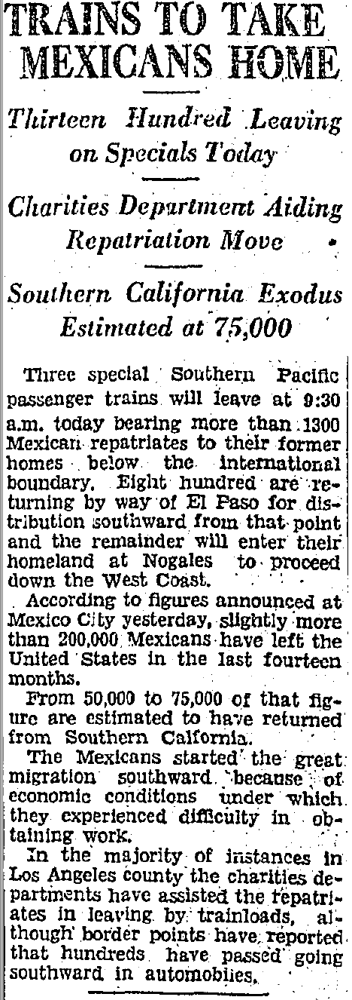 TRAINS TO TAKE
MEXICANS HOME
Thirteen Hundred Leaving
on Specials Today
Charities Department Aiding
Repatriation Move
Southern California Exodus
Estimated at 75,000
Three special Southern Pacific
passenger trains will leave at 9:30
a.m. today bearing more than 1300
Mexican repatriates to their former
homes below the international
boundary. Eight hundred are re-
turning by way of El Paso for dis-
tribution southward from that point
and the remainder will enter their
homeland at Nogales to proceed
down the West Coast.
According to figures announced at
Mexico City yesterday, slightly more
than 200,000 Mexicans have left the
United States in the last fourteen
months.
From 50,000 to 75,000 of that fig-
ure are estimated to have returned
from Southern Calfornia.
The Mexicans started the great
migration southward because of
economic conditions under which
they experienced difficulty in ob-
taining work.
In the majority of instances in
Los Angeles county the charities de-
partments have assisted the repatri-
ates in leaving by trainloads, al-
though border points have reported
that hundreds have passed going
southward in automobiles.